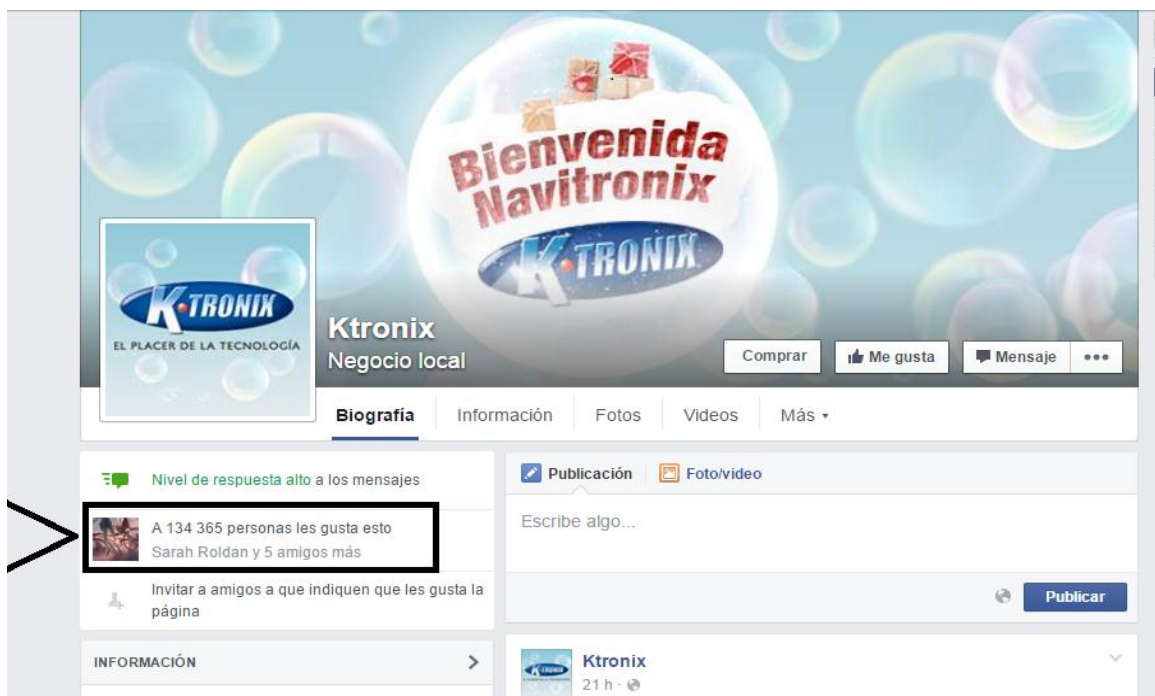 Bienvenida
Navitronix
K-TRONIX
K-TRONIX
EL PLACER DE LA TECNOLOGÍA
Ktronix
Negocio local
Comprar
Me gusta
Mensaje
Biografía
Información
Fotos
Videos
Más
Nivel de respuesta alto a los mensajes
A 134 365 personas les gusta esto
Sarah Roldan y 5 amigos más
Invitar a amigos a que indiquen que les gusta la
página
INFORMACIÓN
Publicación
Foto/video
Escribe algo...
Publicar
K-TRONIX
Ktronix
21 h